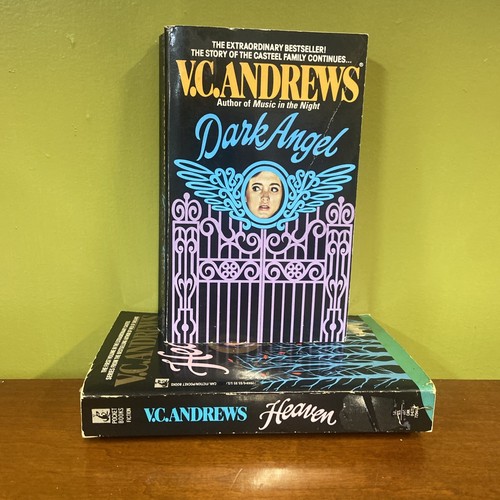 THE EXTRAORDINARY BESTSELLER!
THE STORY OF THE CASTEEL FAMILY CONTINUES...
V.C. ANDREWS®
Author of Music in the Night
Dark Angel
V.C. ANDREWS
POCKET
BOOKS
FICTION
V.C. ANDREWS Heaven